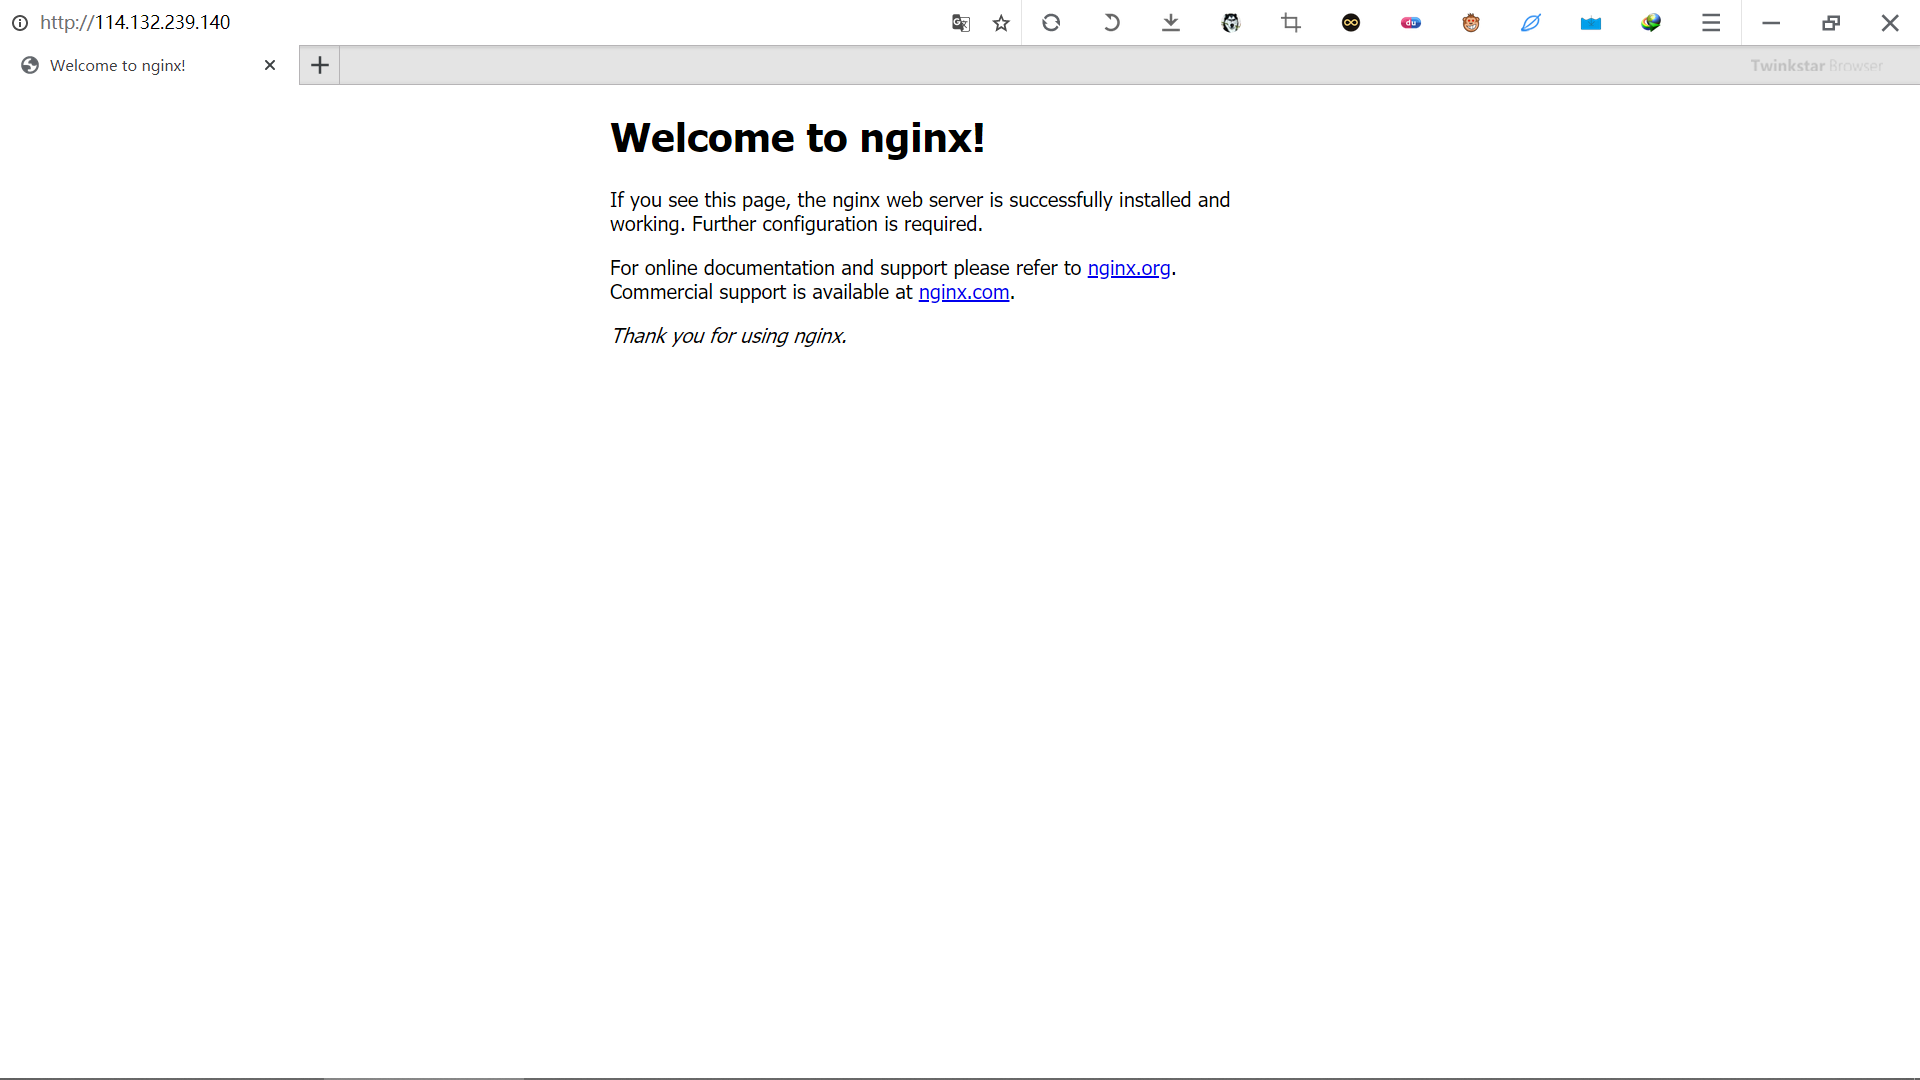 http://114.132.239.140
Welcome to nginx!
Twinkstar Browser
Welcome to nginx!
If you see this page, the nginx web server is successfully installed and
working. Further configuration is required.
For online documentation and support please refer to nginx.org.
Commercial support is available at nginx.com.
Thank you for using nginx.